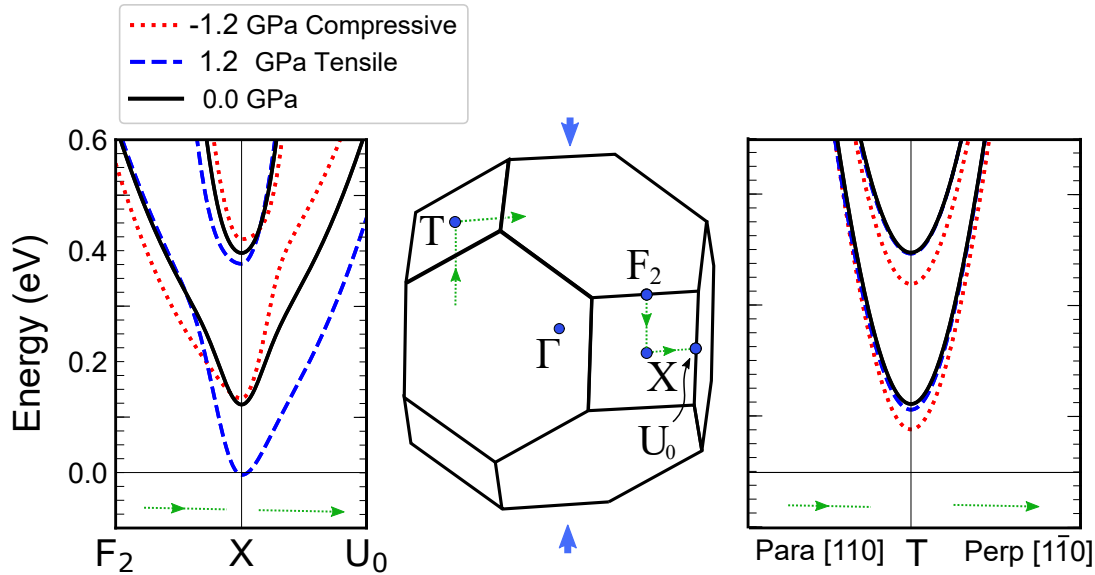 -1.2 GPa Compressive
1.2 GPa Tensile
0.0 GPa
Energy (eV)
0.6
0.4
0.2
0.0
F₂ X U₀
T
Γ
F₂
X
U₀
Para [110] T Perp [11̅0]